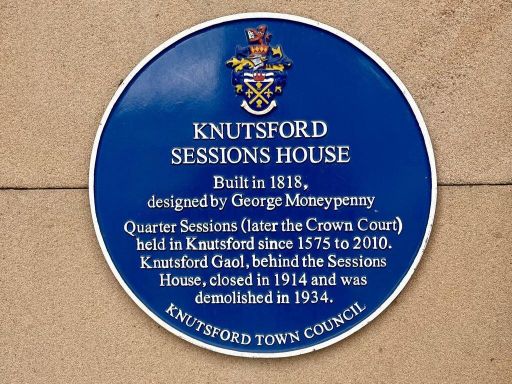 KNUTSFORD
SESSIONS HOUSE
Built in 1818,
designed by George Moneypenny
Quarter Sessions (later the Crown Court)
held in Knutsford since 1575 to 2010.
Knutsford Gaol, behind the Sessions
House, closed in 1914 and was
demolished in 1934.
KNUTSFORD TOWN COUNCIL